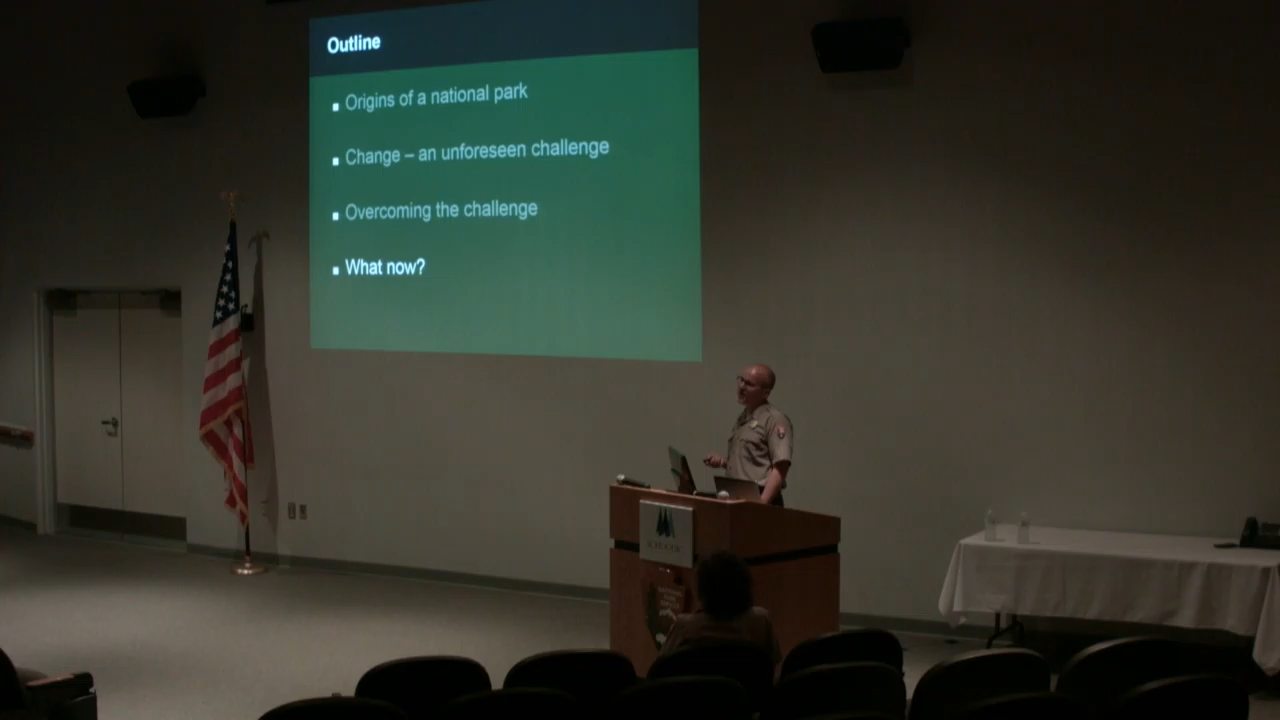 Outline
▪ Origins of a national park
▪ Change – an unforeseen challenge
▪ Overcoming the challenge
▪ What now?